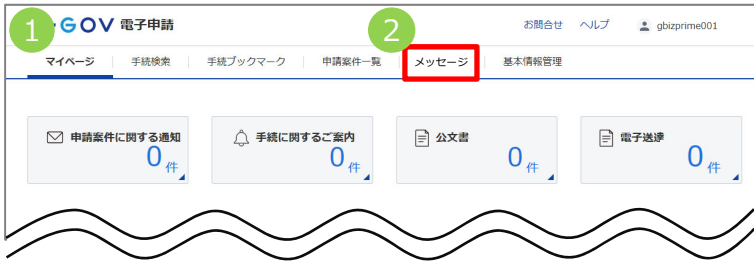 1
GOV 電子申請 お問合せ ヘルプ gbizprime001
2
マイページ 手続検索 手続ブックマーク 申請案件一覧 メッセージ 基本情報管理
申請案件に関する通知 手続に関するご案内 公文書 電子送達
0件 0件 0件 0件